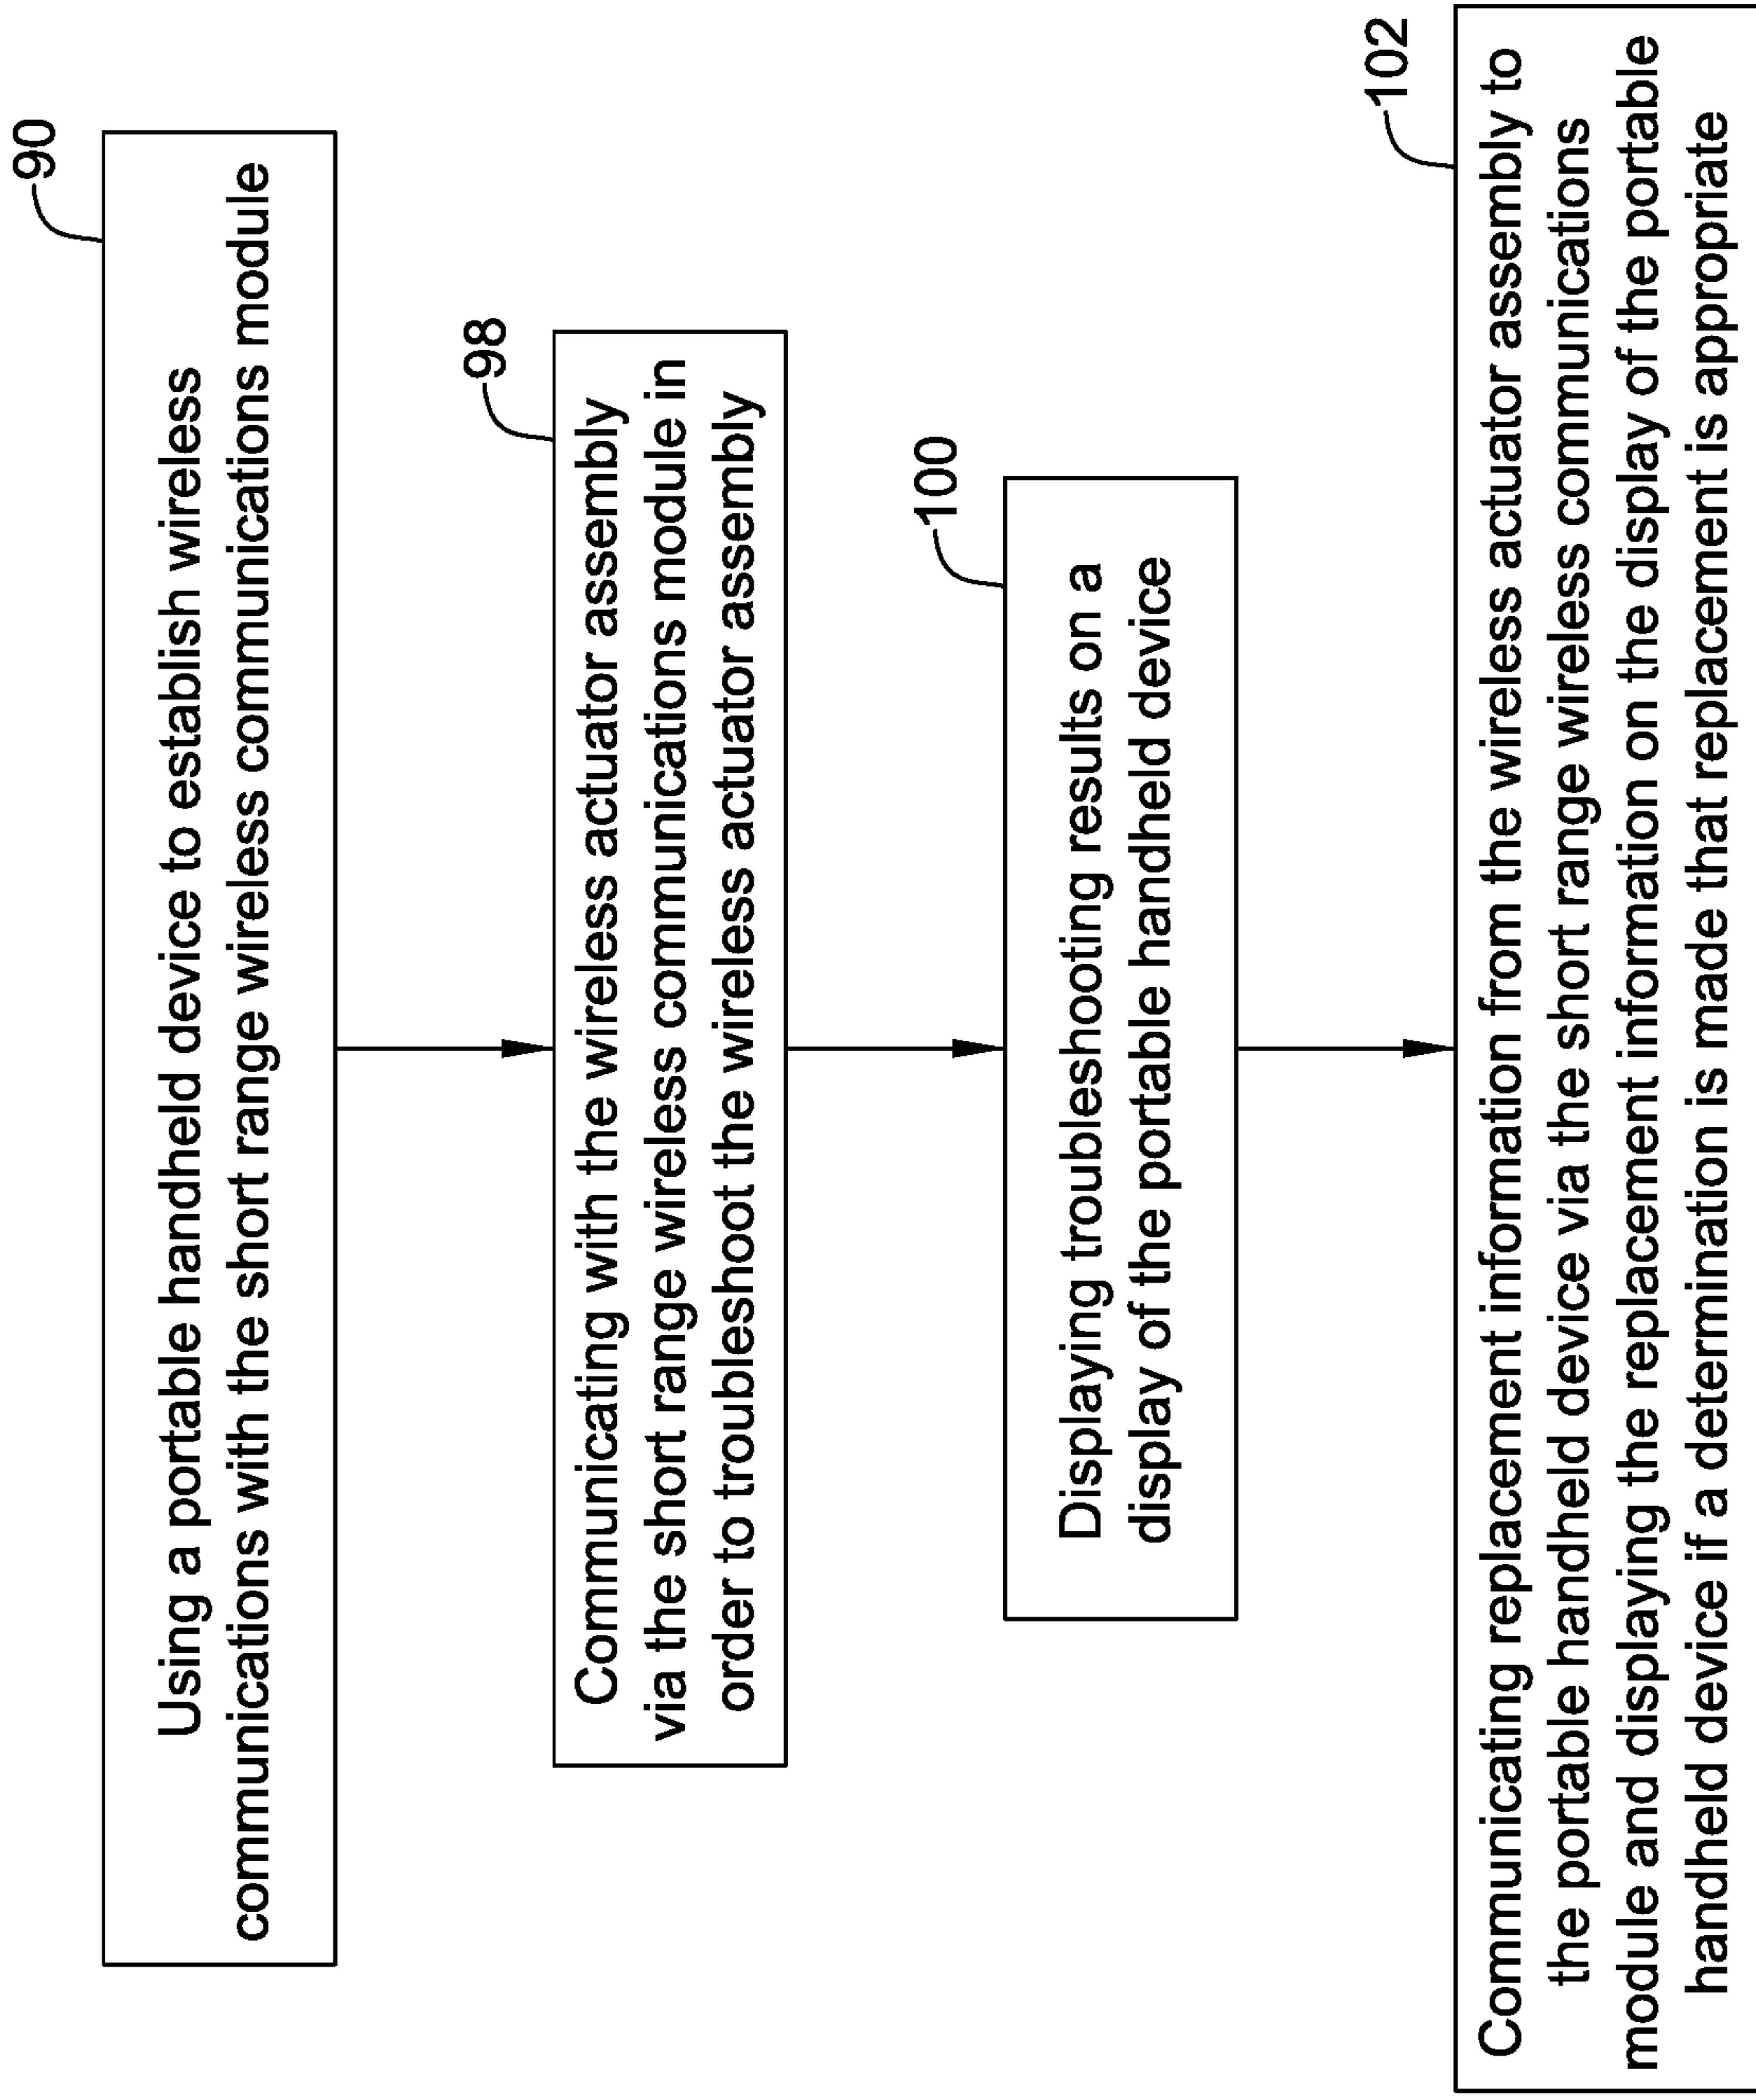 90
Using a portable handheld device to establish wireless
communications with the short range wireless communications module
98
Communicating with the wireless actuator assembly
via the short range wireless communications module in
order to troubleshoot the wireless actuator assembly
100
Displaying troubleshooting results on a
display of the portable handheld device
102
Communicating replacement information from the wireless actuator assembly to
the portable handheld device via the short range wireless communications
module and displaying the replacement information on the display of the portable
handheld device if a determination is made that replacement is appropriate